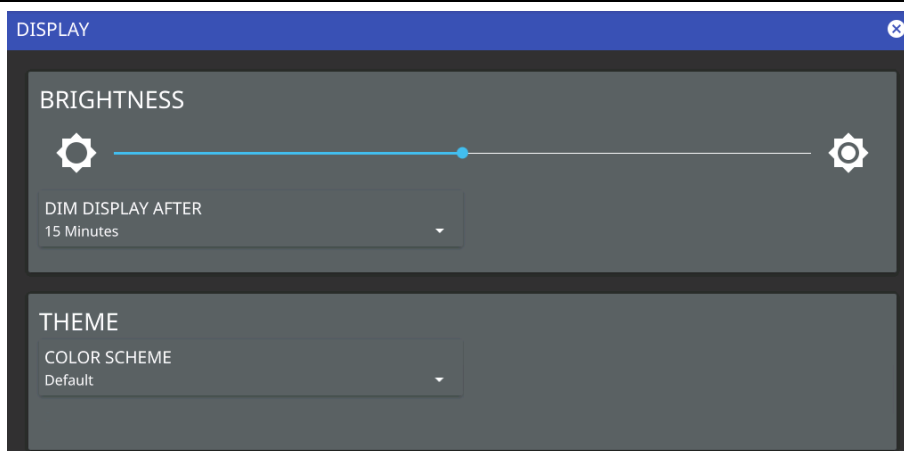 DISPLAY
BRIGHTNESS
DIM DISPLAY AFTER
15 Minutes
THEME
COLOR SCHEME
Default